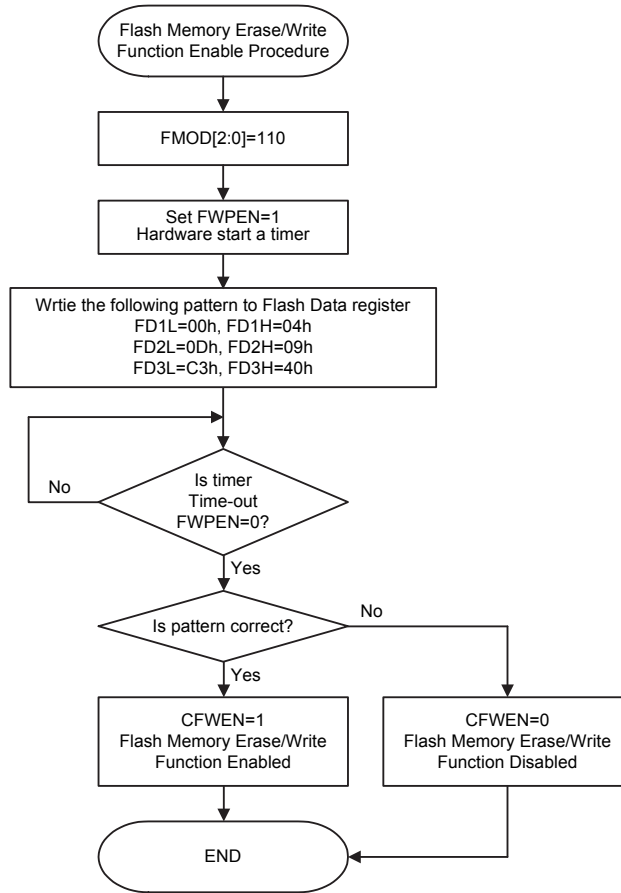 Flash Memory Erase/Write
Function Enable Procedure
FMOD[2:0]=110
Set FWPEN=1
Hardware start a timer
Wrtie the following pattern to Flash Data register
FD1L=00h, FD1H=04h
FD2L=0Dh, FD2H=09h
FD3L=C3h, FD3H=40h
Is timer
Time-out
FWPEN=0?
No
Yes
Is pattern correct?
No
Yes
CFWEN=1
Flash Memory Erase/Write
Function Enabled
CFWEN=0
Flash Memory Erase/Write
Function Disabled
END